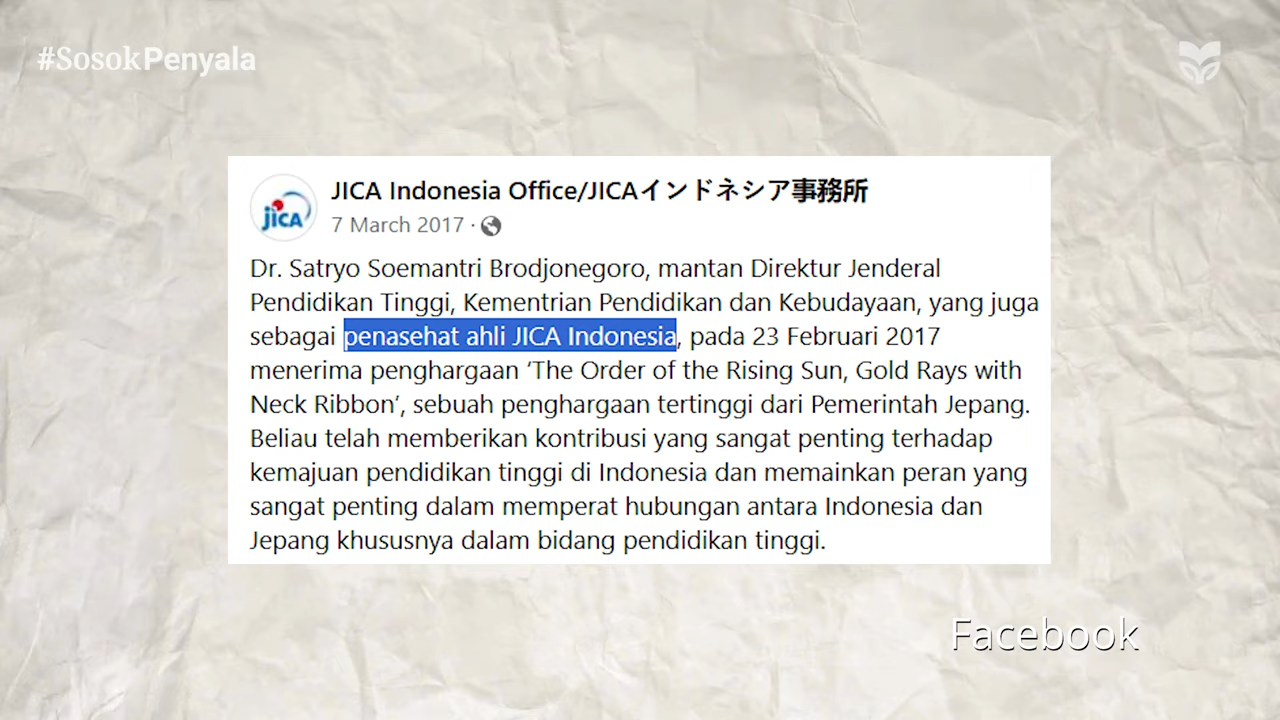 #SosokPenyala
JICA
JICA Indonesia Office/JICAインドネシア事務所
7 March 2017 ·
Dr. Satryo Soemantri Brodjonegoro, mantan Direktur Jenderal
Pendidikan Tinggi, Kementrian Pendidikan dan Kebudayaan, yang juga
sebagai penasehat ahli JICA Indonesia, pada 23 Februari 2017
menerima penghargaan ‘The Order of the Rising Sun, Gold Rays with
Neck Ribbon’, sebuah penghargaan tertinggi dari Pemerintah Jepang.
Beliau telah memberikan kontribusi yang sangat penting terhadap
kemajuan pendidikan tinggi di Indonesia dan memainkan peran yang
sangat penting dalam memperat hubungan antara Indonesia dan
Jepang khususnya dalam bidang pendidikan tinggi.
Facebook